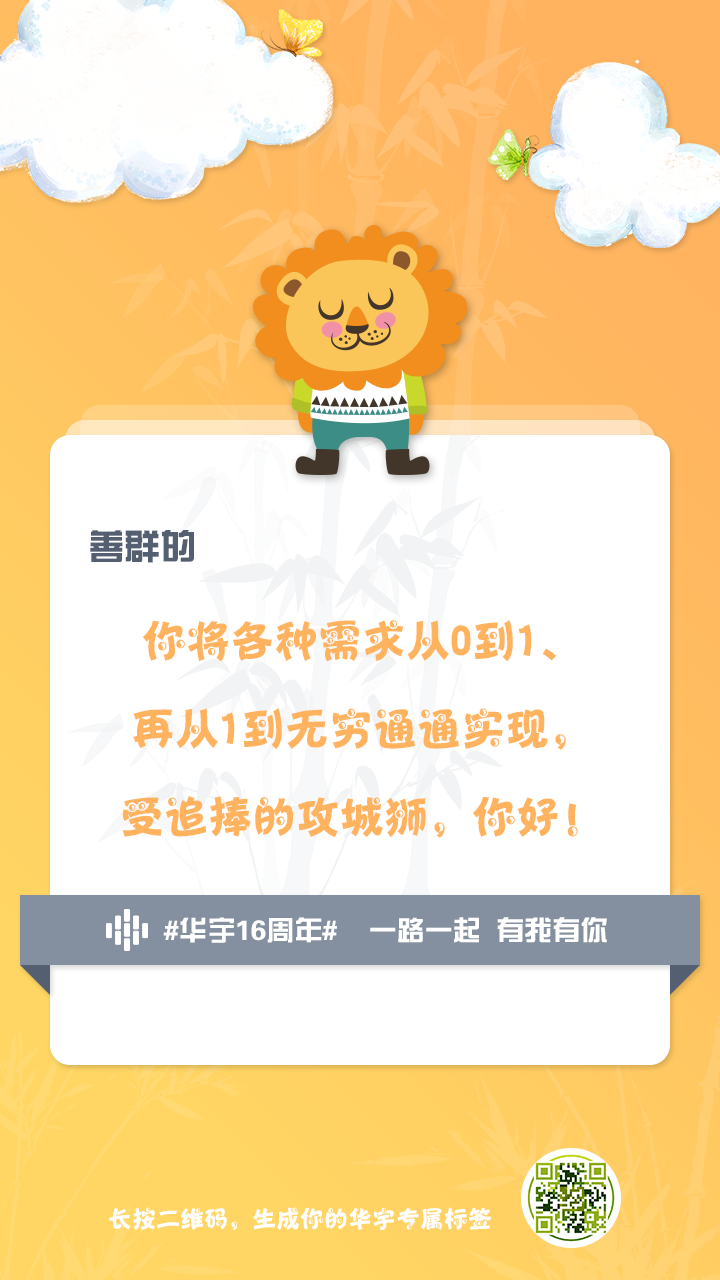 善群的
你将各种需求从0到1、
再从1到无穷通通实现，
受追捧的攻城狮，你好！
#华宇16周年# 一路一起 有我有你
长按二维码，生成你的华宇专属标签